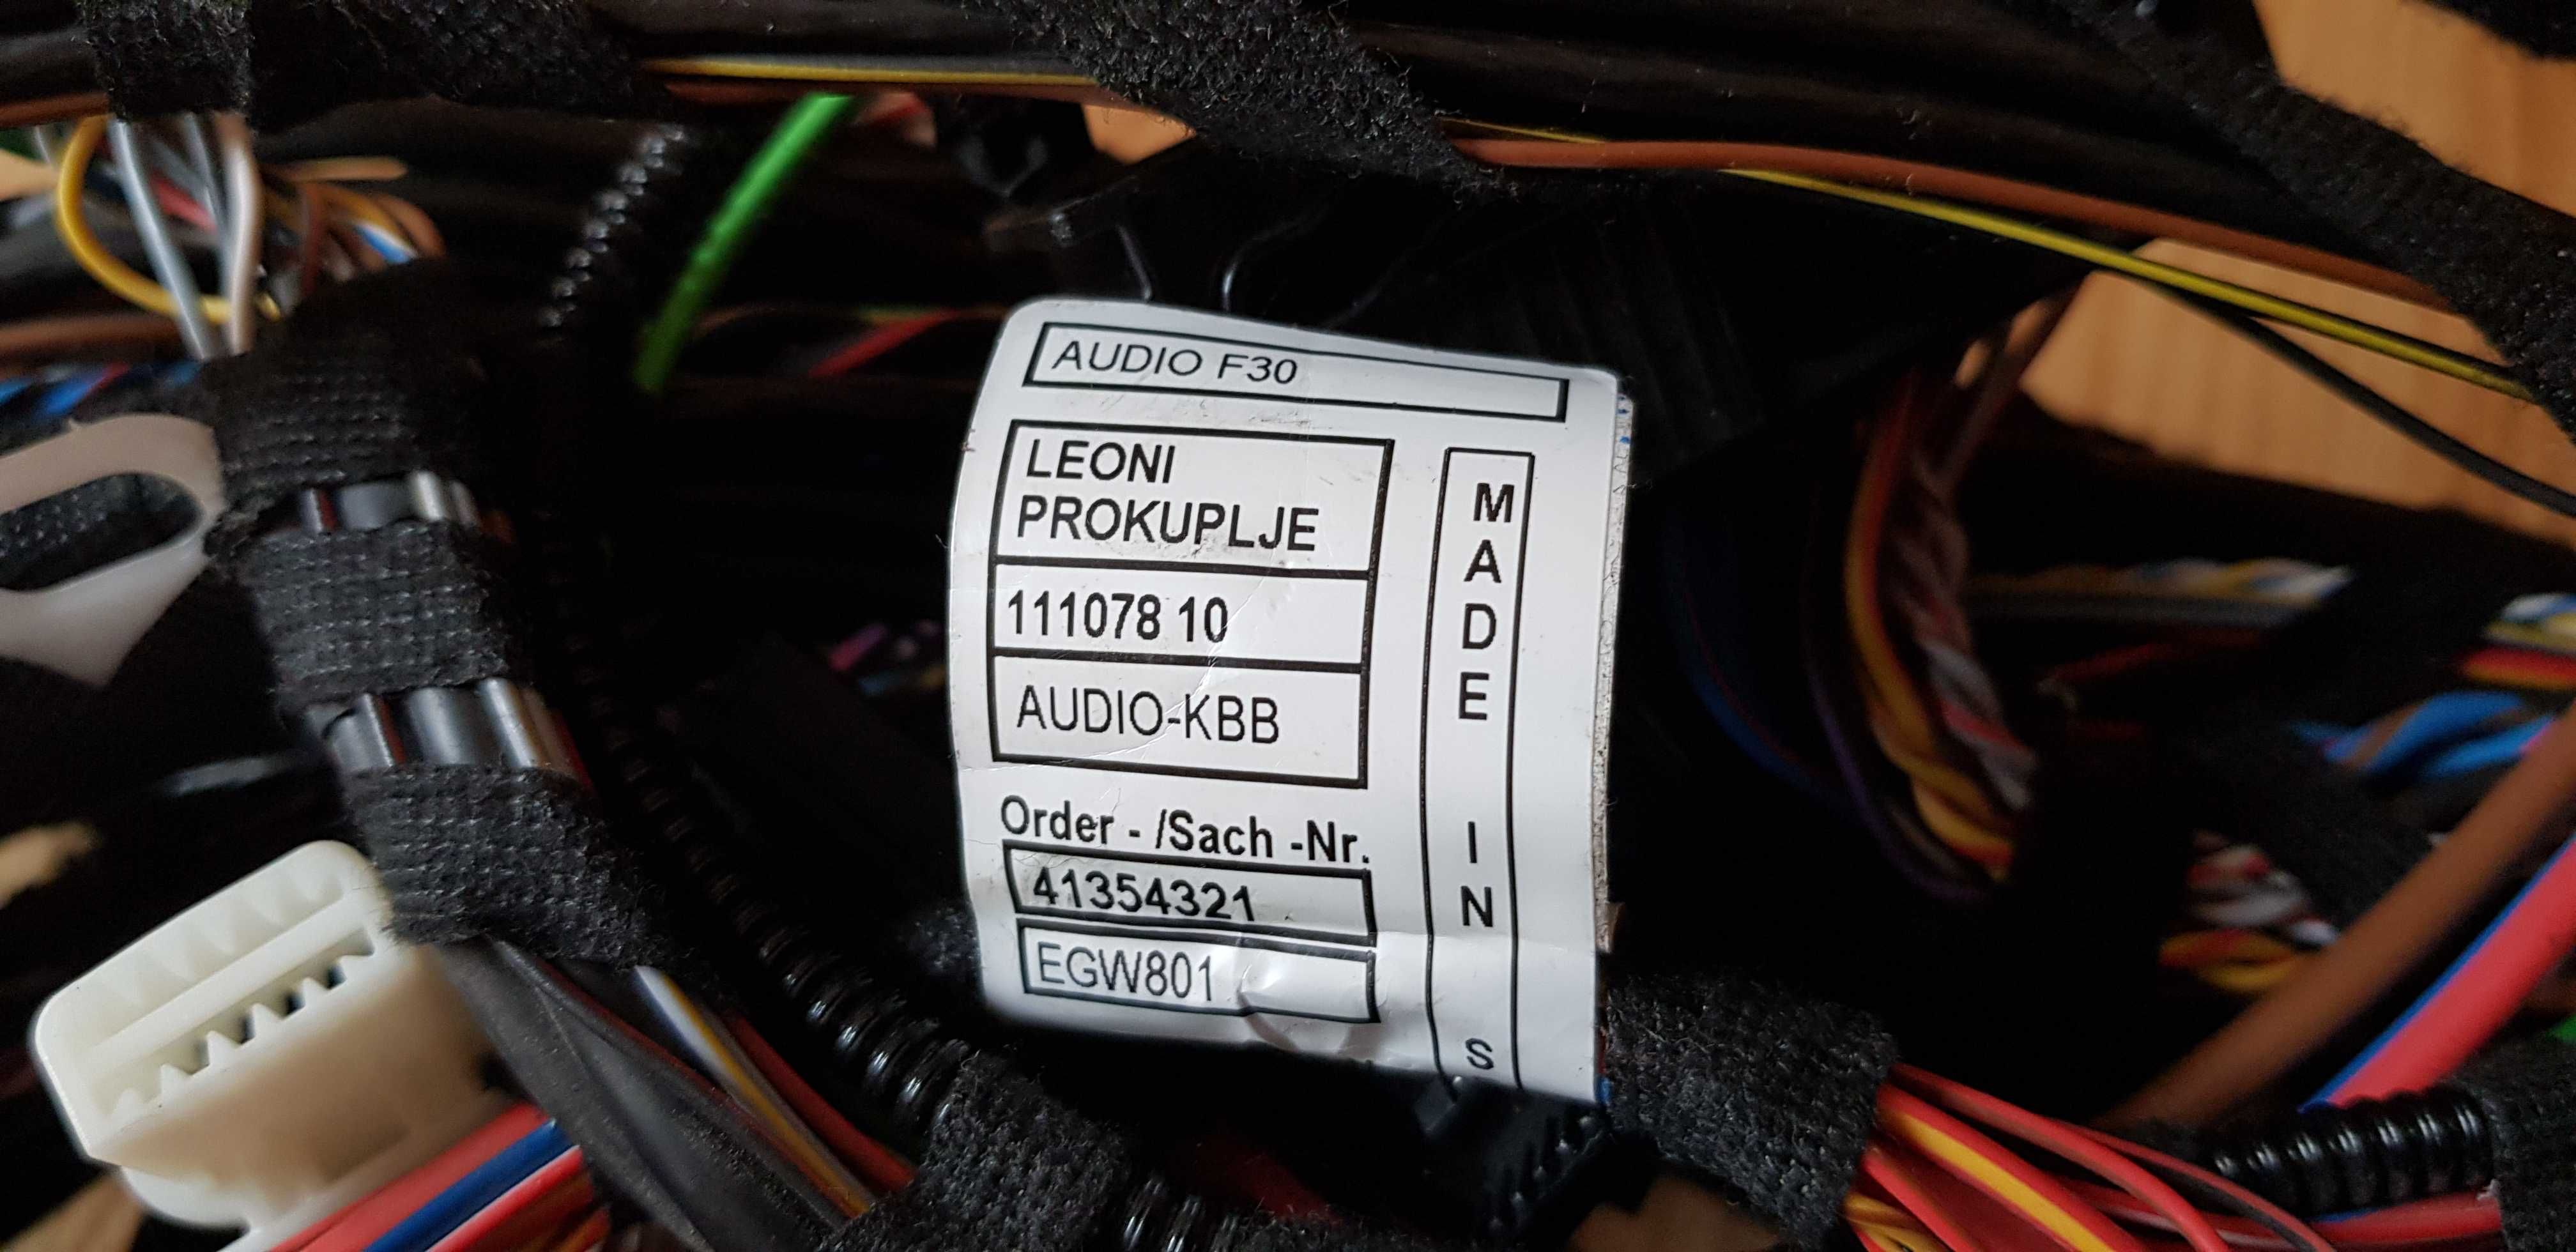 AUDIO F30
LEONI
PROKUPLJE
111078 10
AUDIO-KBB
Order - /Sach -Nr.
41354321
EGW801
MADE IN S